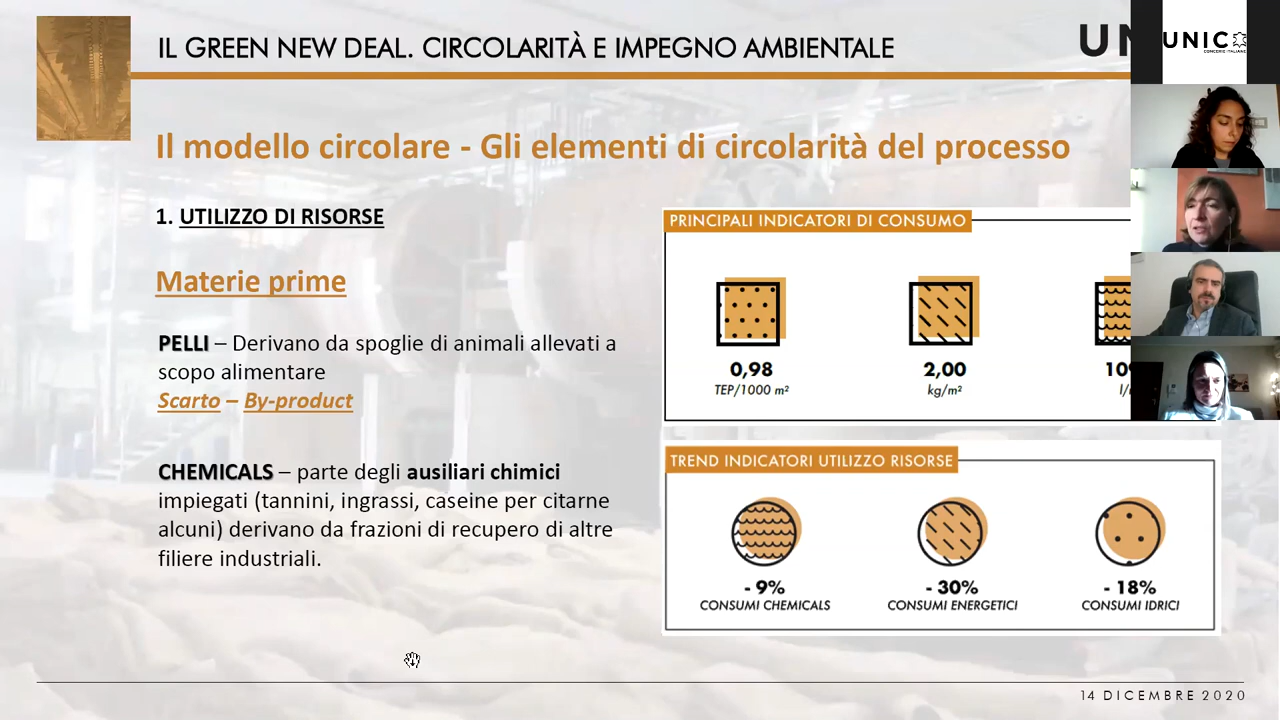 IL GREEN NEW DEAL. CIRCOLARITÀ E IMPEGNO AMBIENTALE
UNIC
CONCERIE ITALIANE
Il modello circolare - Gli elementi di circolarità del processo
1. UTILIZZO DI RISORSE
Materie prime
PELLI – Derivano da spoglie di animali allevati a
scopo alimentare
Scarto – By-product
CHEMICALS – parte degli ausiliari chimici
impiegati (tannini, ingrassi, caseine per citarne
alcuni) derivano da frazioni di recupero di altre
filiere industriali.
PRINCIPALI INDICATORI DI CONSUMO
0,98
2,00
TEP/1000 m²
kg/m²
TREND INDICATORI UTILIZZO RISORSE
- 9%
- 30%
- 18%
CONSUMI CHEMICALS
CONSUMI ENERGETICI
CONSUMI IDRICI
14 DICEMBRE 2020